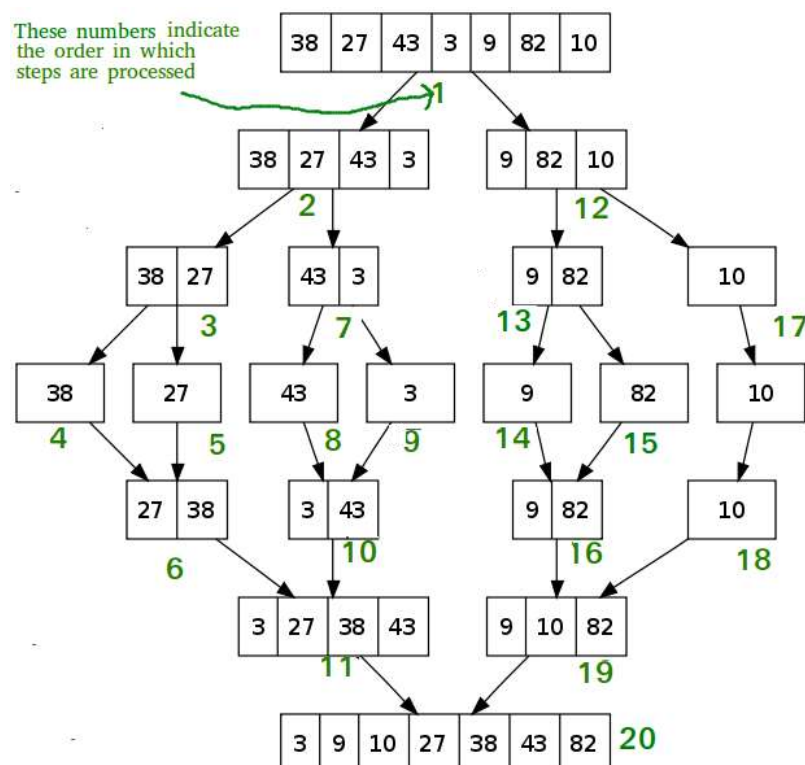 These numbers indicate
the order in which
steps are processed
38 27 43 3 9 82 10
1
38 27 43 3 9 82 10
2 12
38 27 43 3 9 82 10
3 7 13 17
38 27 43 3 9 82 10
4 5 8 9 14 15
27 38 3 43 9 82 10
6 10 16 18
3 27 38 43 9 10 82
11 19
3 9 10 27 38 43 82 20